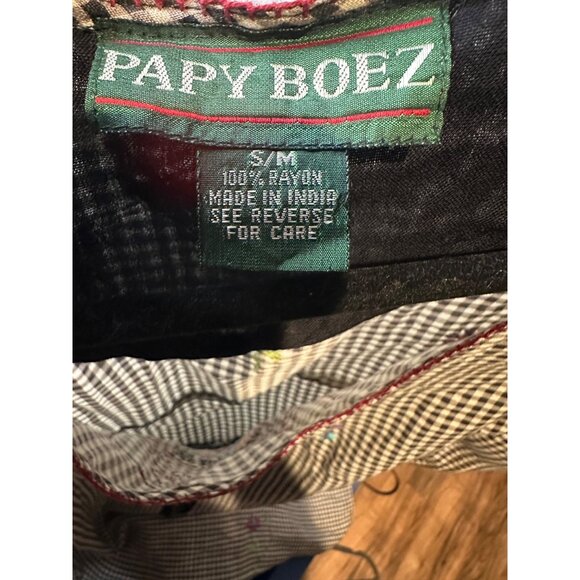 PAPY BOEZ
S/M
100% RAYON
MADE IN INDIA
SEE REVERSE
FOR CARE